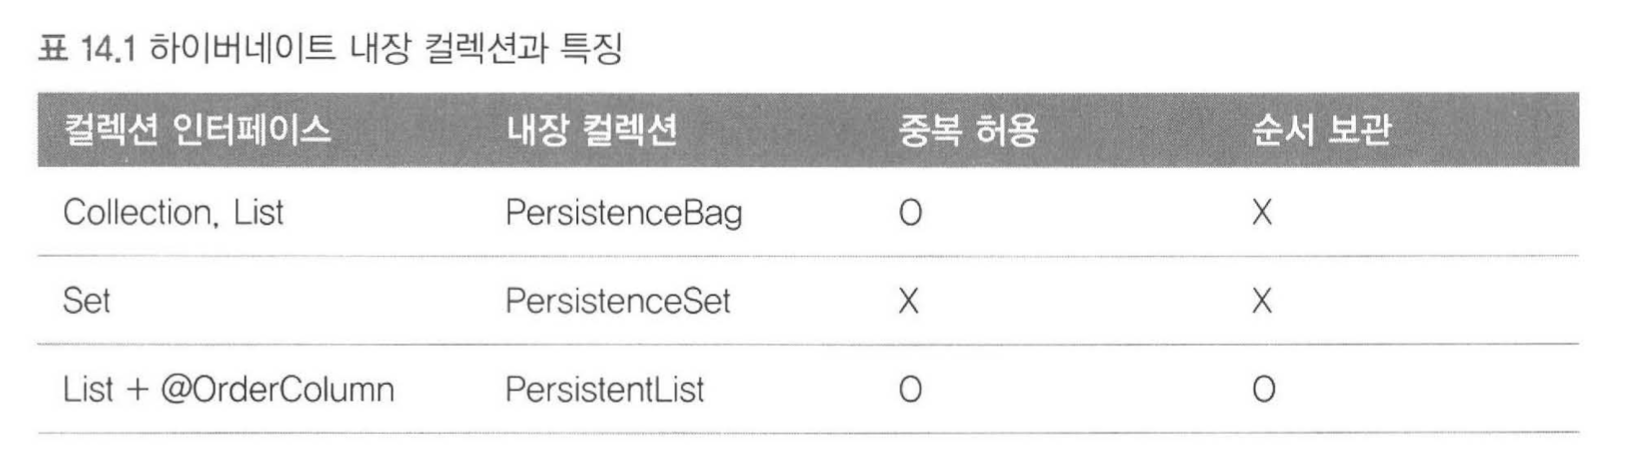 표 14.1 하이버네이트 내장 컬렉션과 특징
컬렉션 인터페이스 내장 컬렉션 중복 허용 순서 보관
Collection, List PersistenceBag O X
Set PersistenceSet X X
List + @OrderColumn PersistentList O O